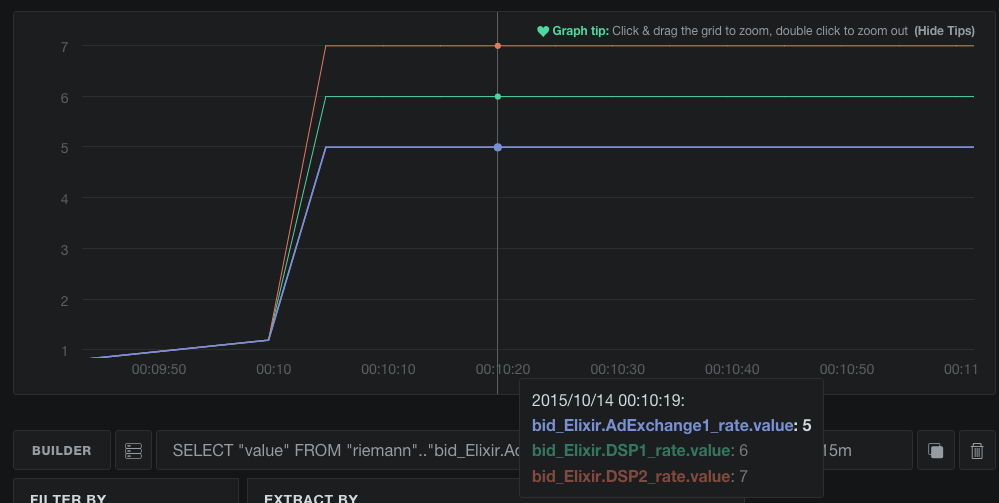 Graph tip: Click & drag the grid to zoom, double click to zoom out (Hide Tips)
7
6
5
4
3
2
1
00:09:50 00:10 00:10:10 00:10:20 00:10:30 00:10:40 00:10:50 00:11
2015/10/14 00:10:19:
bid_Elixir.AdExchange1_rate.value: 5
bid_Elixir.DSP1_rate.value: 6
bid_Elixir.DSP2_rate.value: 7
BUILDER SELECT "value" FROM "riemann".."bid_Elixir.Ad 15m
FILTER BY EXTRACT BY